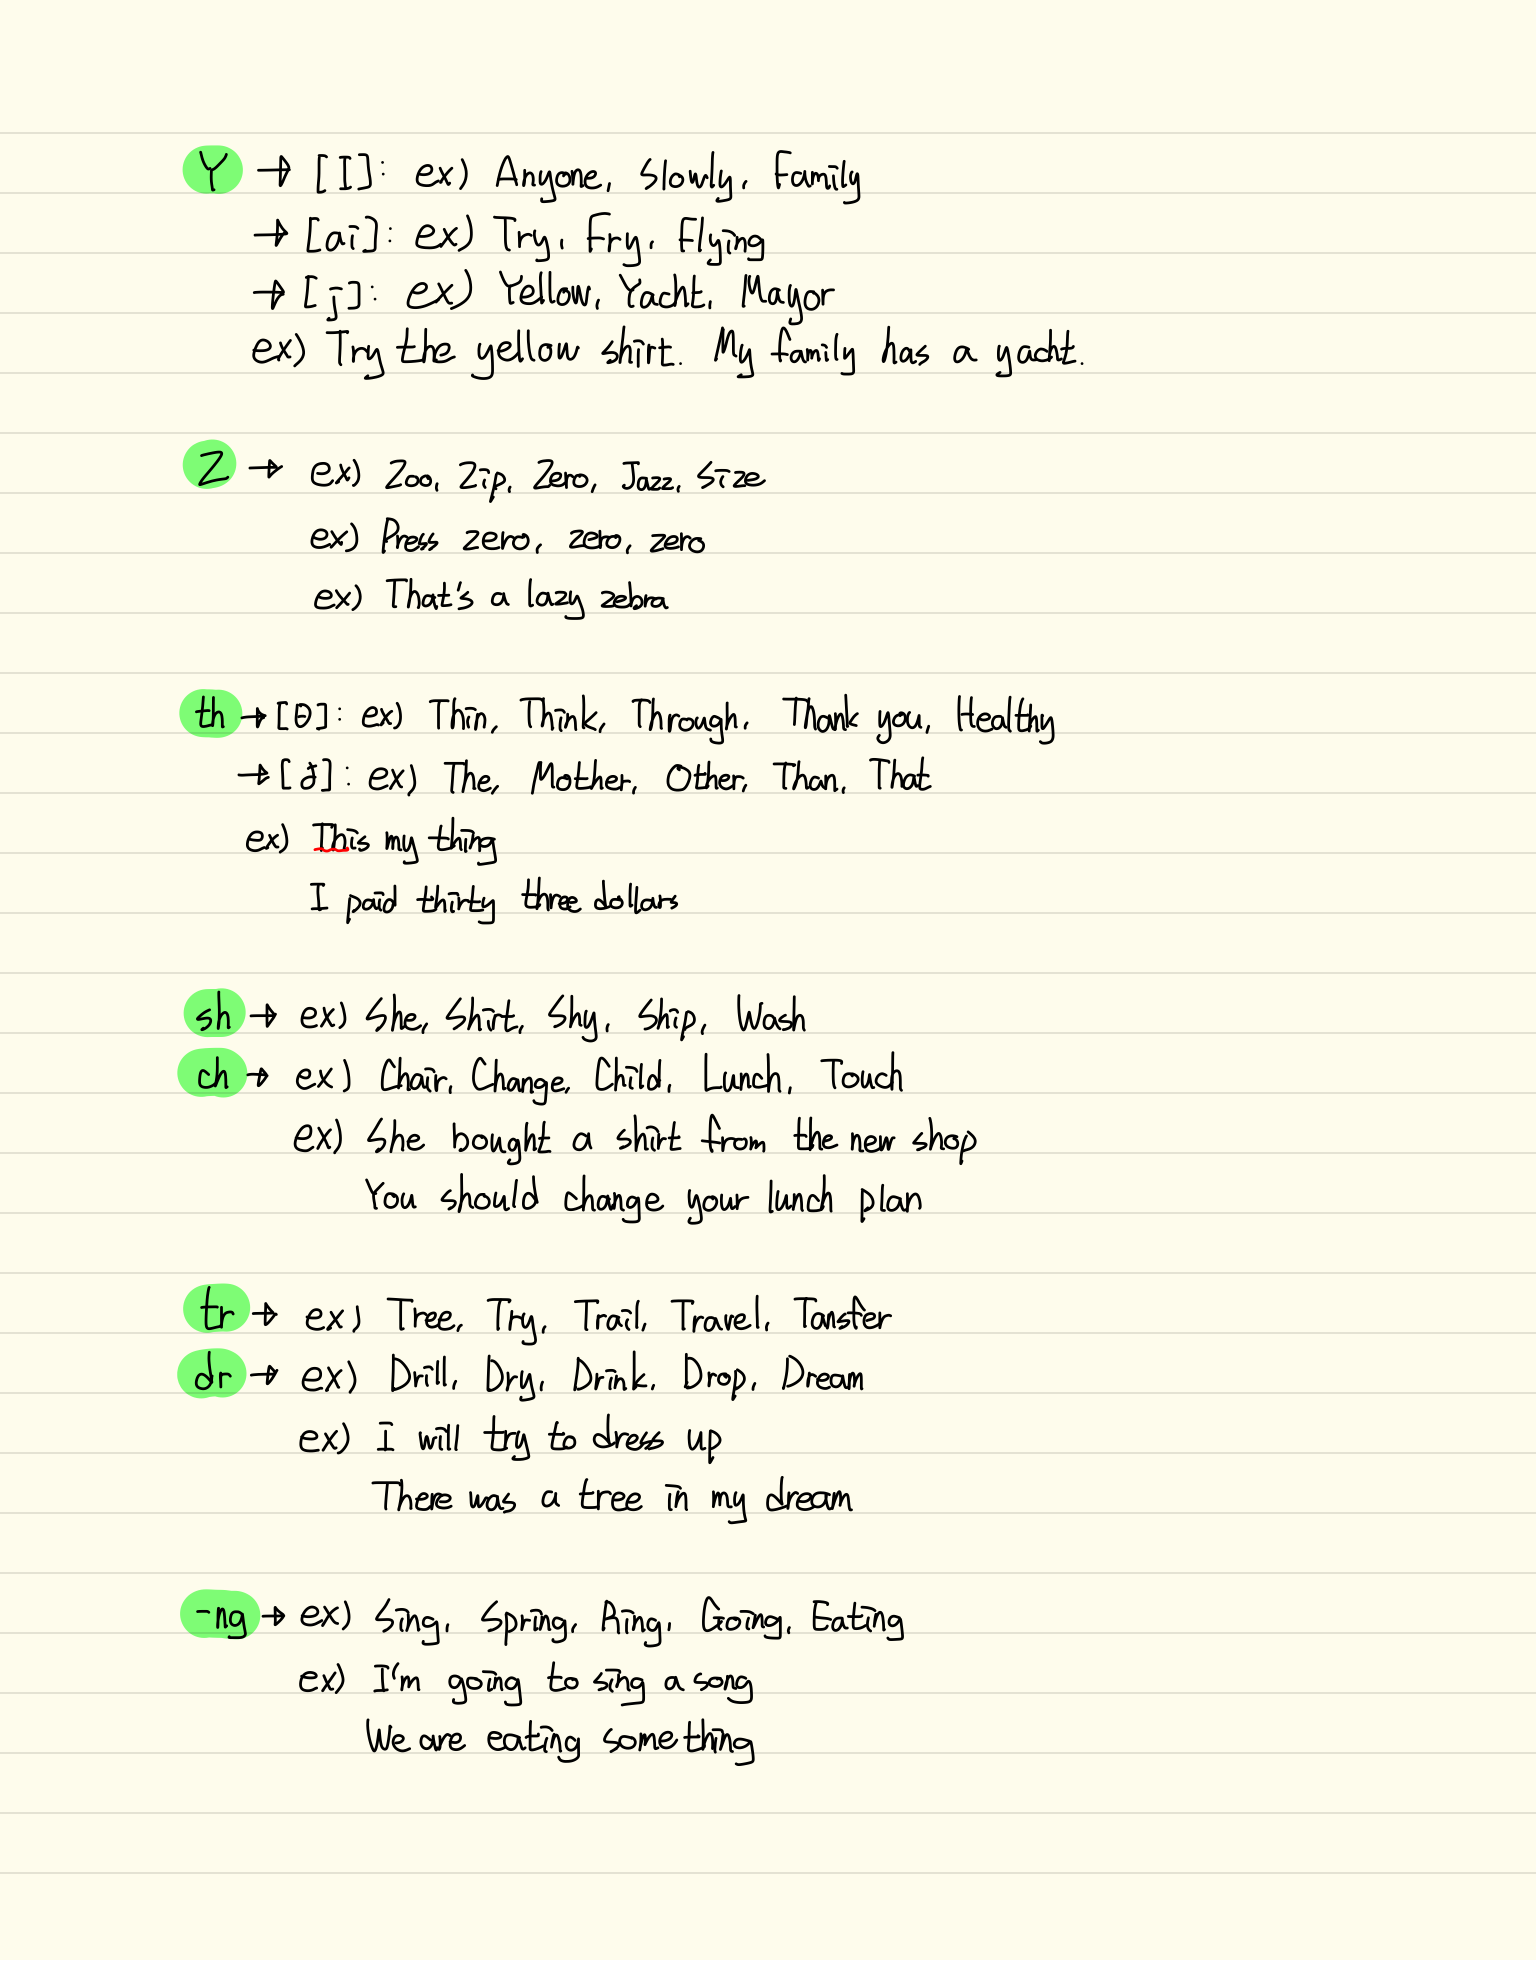 Y → [I]: ex) Anyone, Slowly, Family
→ [ai]: ex) Try, Fry, Flying
→ [j]: ex) Yellow, Yacht, Mayor
ex) Try the yellow shirt. My family has a yacht.
Z → ex) Zoo, Zip, Zero, Jazz, Size
ex) Press zero, zero, zero
ex) That's a lazy zebra
th → [θ]: ex) Thin, Think, Through, Thank you, Healthy
→ [ð]: ex) The, Mother, Other, Than, That
ex) This my thing
I paid thirty three dollars
sh → ex) She, Shirt, Shy, Ship, Wash
ch → ex) Chair, Change, Child, Lunch, Touch
ex) She bought a shirt from the new shop
You should change your lunch plan
tr → ex) Tree, Try, Trail, Travel, Tansfer
dr → ex) Drill, Dry, Drink, Drop, Dream
ex) I will try to dress up
There was a tree in my dream
-ng → ex) Sing, Spring, Ring, Going, Eating
ex) I'm going to sing a song
We are eating something